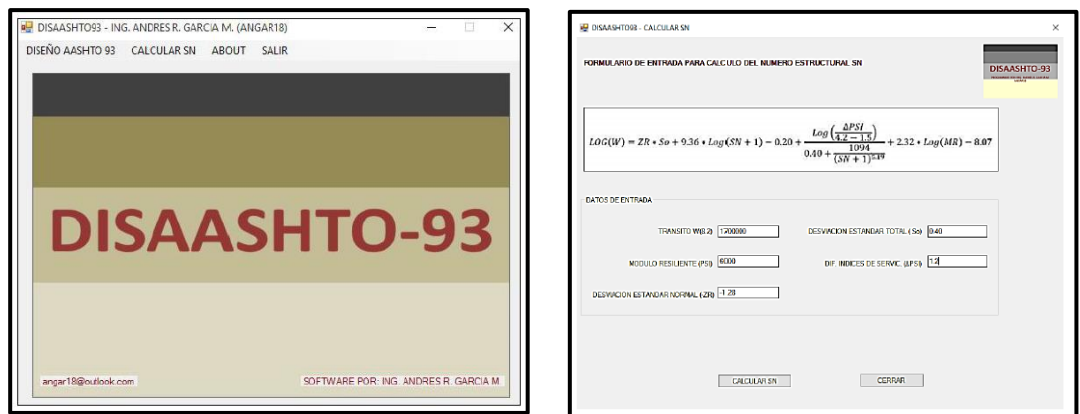 DISAASHTO93 - ING. ANDRES R. GARCIA M. (ANGAR18)
DISEÑO AASHTO 93 CALCULAR SN ABOUT SALIR
DISAASHTO-93
angar18@outlook.com
SOFTWARE POR: ING. ANDRES R. GARCIA M
DISAASHTO93 - CALCULAR SN
FORMULARIO DE ENTRADA PARA CALCULO DEL NUMERO ESTRUCTURAL SN
DISAASHTO-93
LOG(W) = ZR * So + 9.36 * Log(SN + 1) − 0.20 + Log(ΔPSI / 4.2 − 1.5) / 0.40 + 1094 / (SN + 1)^5.19 + 2.32 * Log(MR) − 8.07
DATOS DE ENTRADA
TRANSITO W(8.2) 1700000
DESVIACION ESTANDAR TOTAL (So) 0.40
MODULO RESILIENTE (PSI) 6000
DIF. INDICES DE SERVIC. (ΔPSI) 1.2
DESVIACION ESTANDAR NORMAL (ZR) -1.28
CALCULAR SN
CERRAR